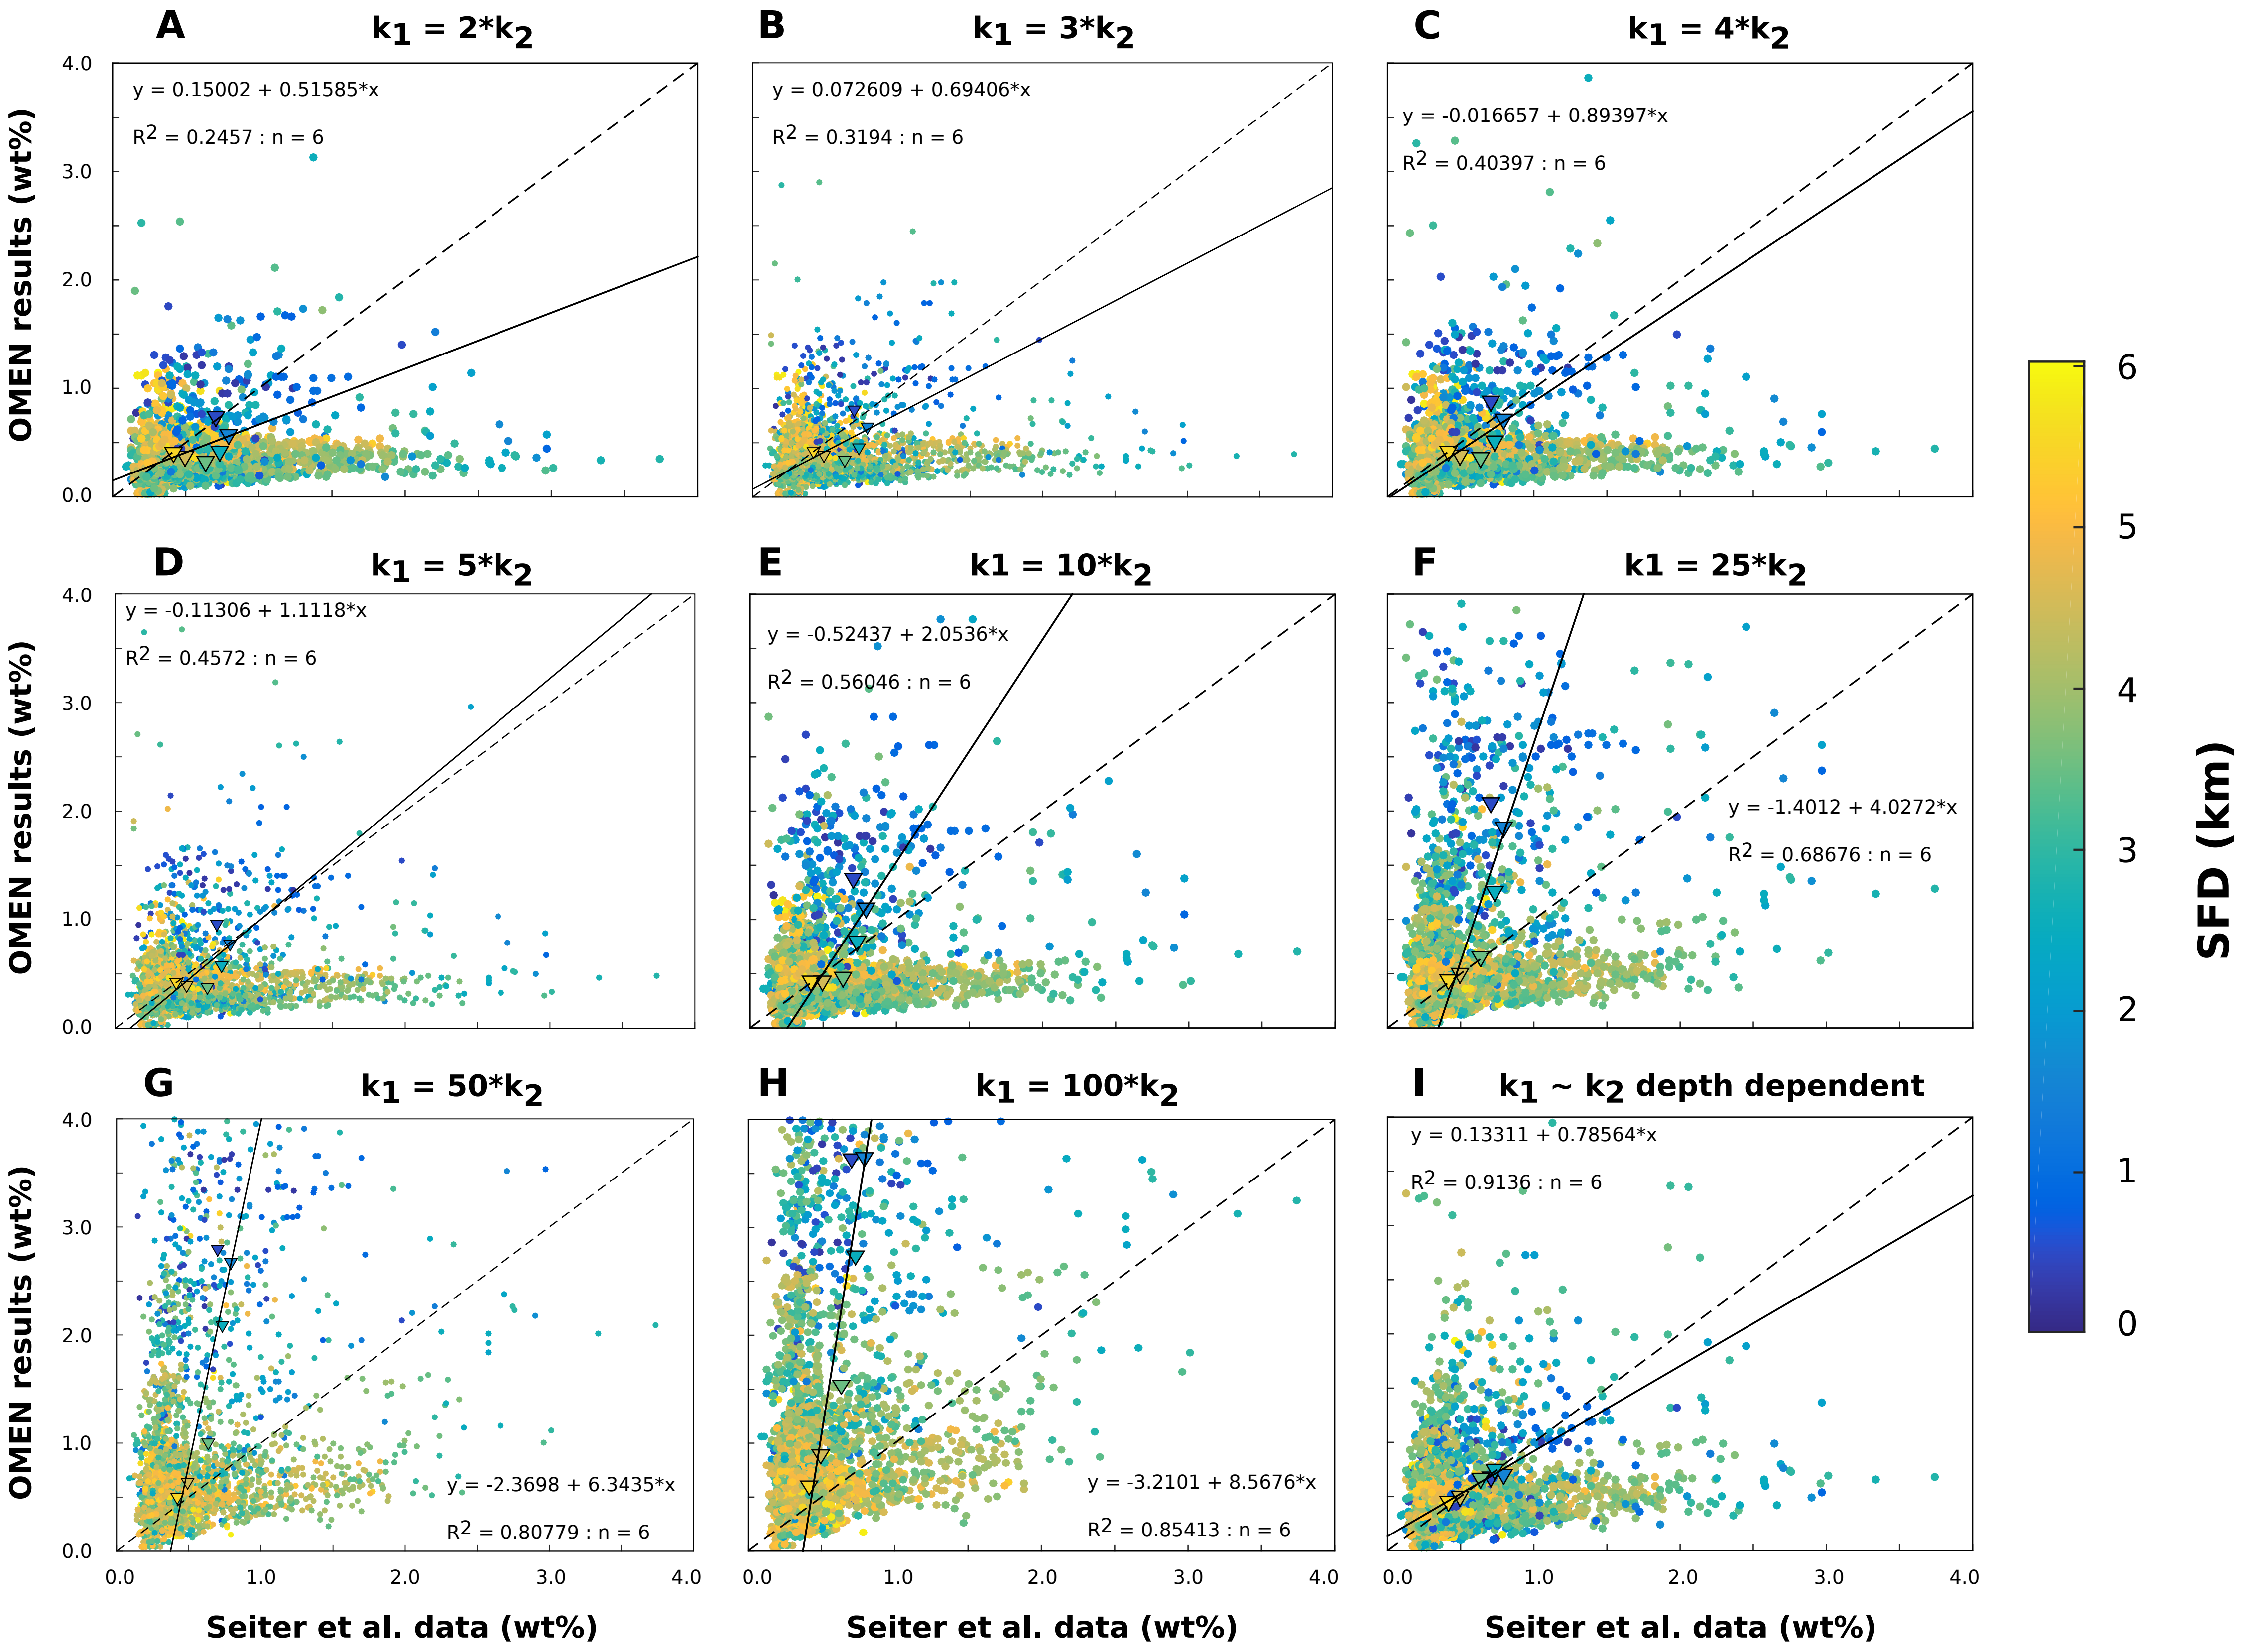 A k1 = 2*k2
B k1 = 3*k2
C k1 = 4*k2
OMEN results (wt%)
4.0
3.0
2.0
1.0
0.0
y = 0.15002 + 0.51585*x
R2 = 0.2457 : n = 6
y = 0.072609 + 0.69406*x
R2 = 0.3194 : n = 6
y = -0.016657 + 0.89397*x
R2 = 0.40397 : n = 6
D k1 = 5*k2
E k1 = 10*k2
F k1 = 25*k2
OMEN results (wt%)
4.0
3.0
2.0
1.0
0.0
y = -0.11306 + 1.1118*x
R2 = 0.4572 : n = 6
y = -0.52437 + 2.0536*x
R2 = 0.56046 : n = 6
y = -1.4012 + 4.0272*x
R2 = 0.68676 : n = 6
G k1 = 50*k2
H k1 = 100*k2
I k1 ~ k2 depth dependent
OMEN results (wt%)
4.0
3.0
2.0
1.0
0.0
y = -2.3698 + 6.3435*x
R2 = 0.80779 : n = 6
y = -3.2101 + 8.5676*x
R2 = 0.85413 : n = 6
y = 0.13311 + 0.78564*x
R2 = 0.9136 : n = 6
0.0 1.0 2.0 3.0 4.0
0.0 1.0 2.0 3.0 4.0
0.0 1.0 2.0 3.0 4.0
Seiter et al. data (wt%)
Seiter et al. data (wt%)
Seiter et al. data (wt%)
6
5
4
3
2
1
0
SFD (km)